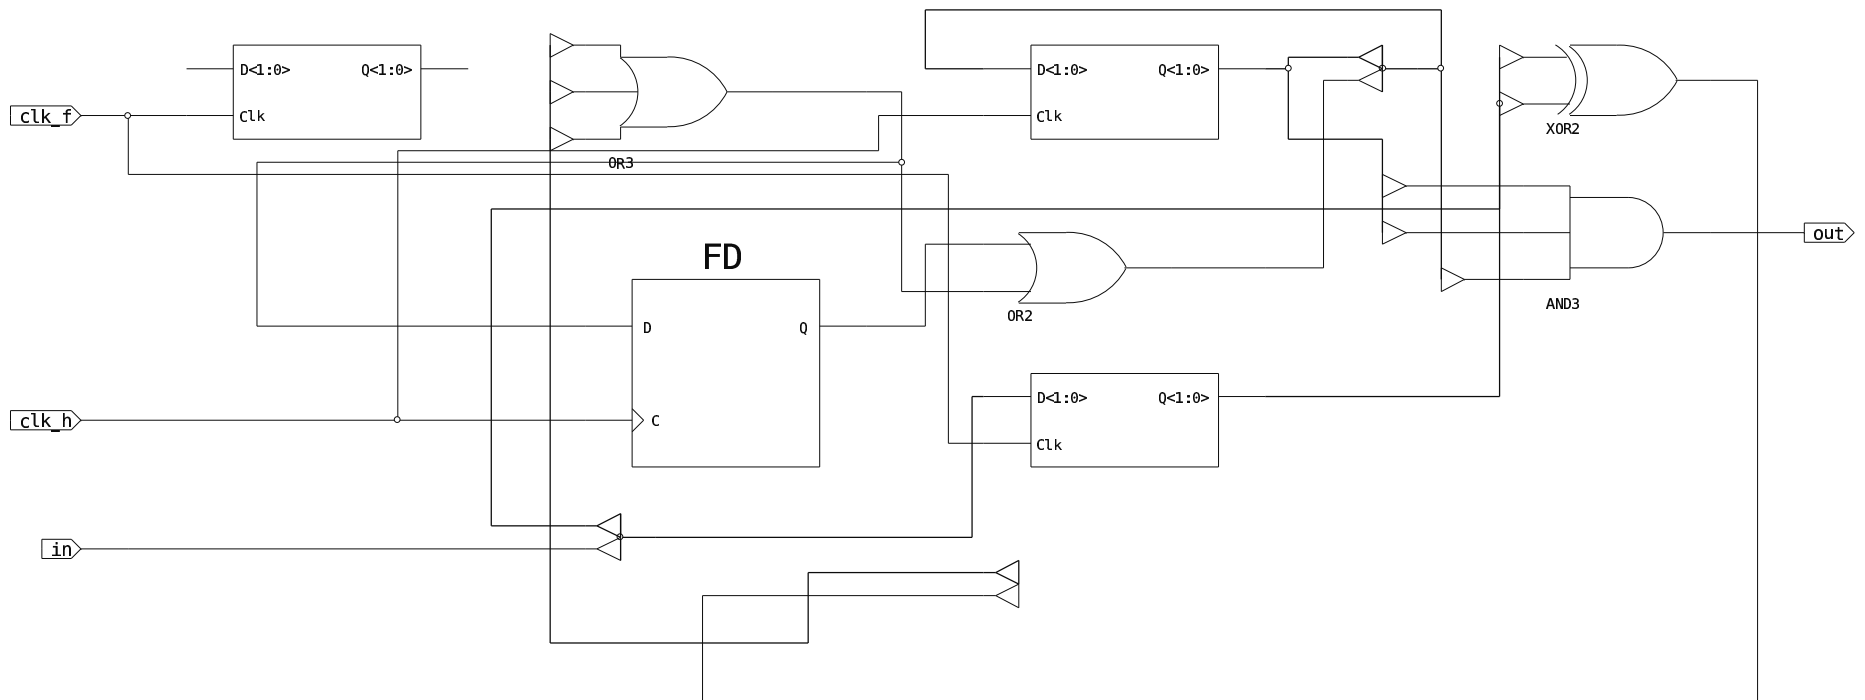 D<1:0> Q<1:0>
Clk
clk_f
OR3
D<1:0> Q<1:0>
Clk
XOR2
out
FD
D Q
C
OR2
AND3
clk_h
D<1:0> Q<1:0>
Clk
in